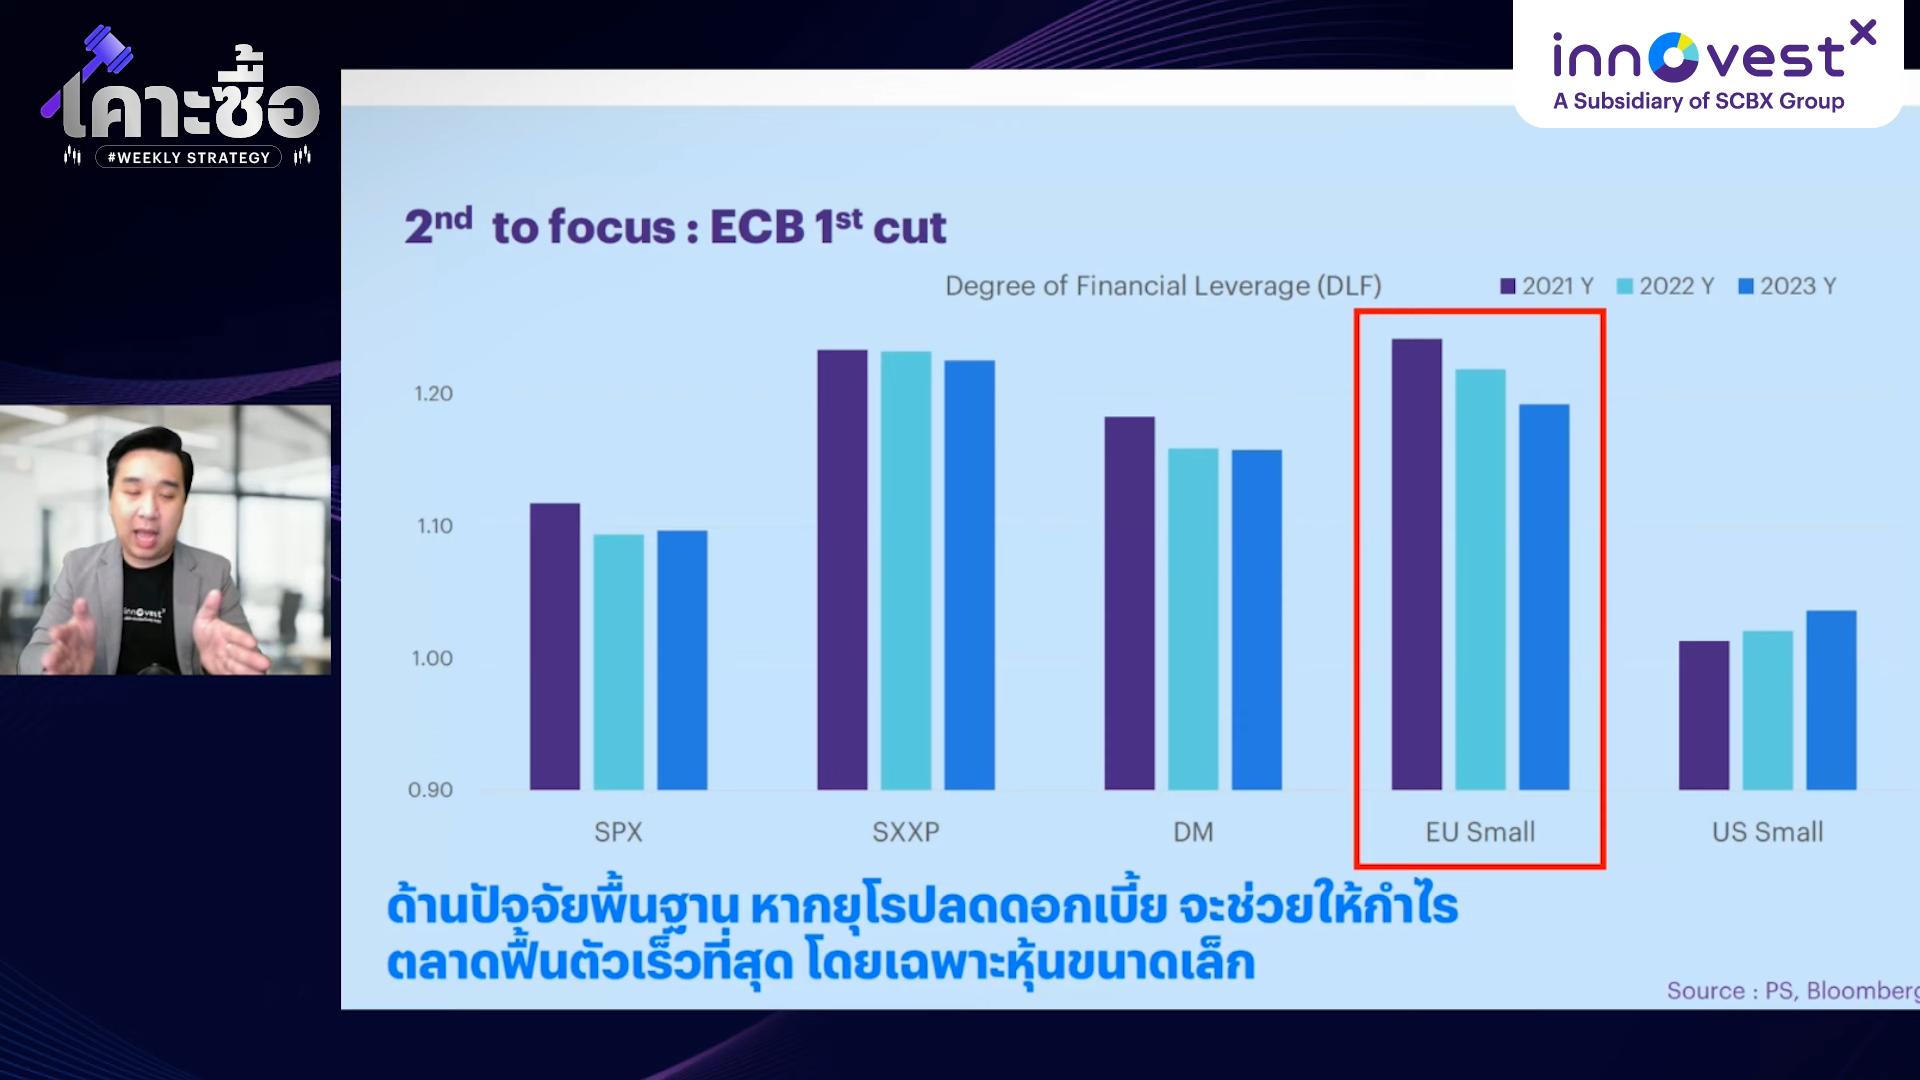 เคาะซื้อ
#WEEKLY STRATEGY
innovestx
A Subsidiary of SCBX Group
2nd to focus : ECB 1st cut
Degree of Financial Leverage (DLF)
2021 Y 2022 Y 2023 Y
1.20
1.10
1.00
0.90
SPX SXXP DM EU Small US Small
ด้านปัจจัยพื้นฐาน หากยุโรปลดดอกเบี้ย จะช่วยให้กำไร
ตลาดฟื้นตัวเร็วที่สุด โดยเฉพาะหุ้นขนาดเล็ก
Source : PS, Bloomberg
innovestx